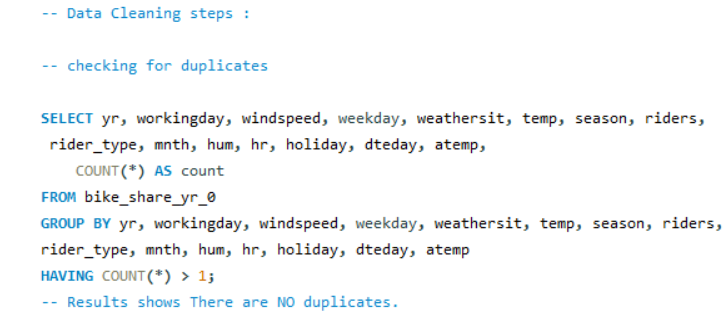 -- Data Cleaning steps :
-- checking for duplicates
SELECT yr, workingday, windspeed, weekday, weathersit, temp, season, riders,
rider_type, mnth, hum, hr, holiday, dteday, atemp,
COUNT(*) AS count
FROM bike_share_yr_0
GROUP BY yr, workingday, windspeed, weekday, weathersit, temp, season, riders,
rider_type, mnth, hum, hr, holiday, dteday, atemp
HAVING COUNT(*) > 1;
-- Results shows There are NO duplicates.